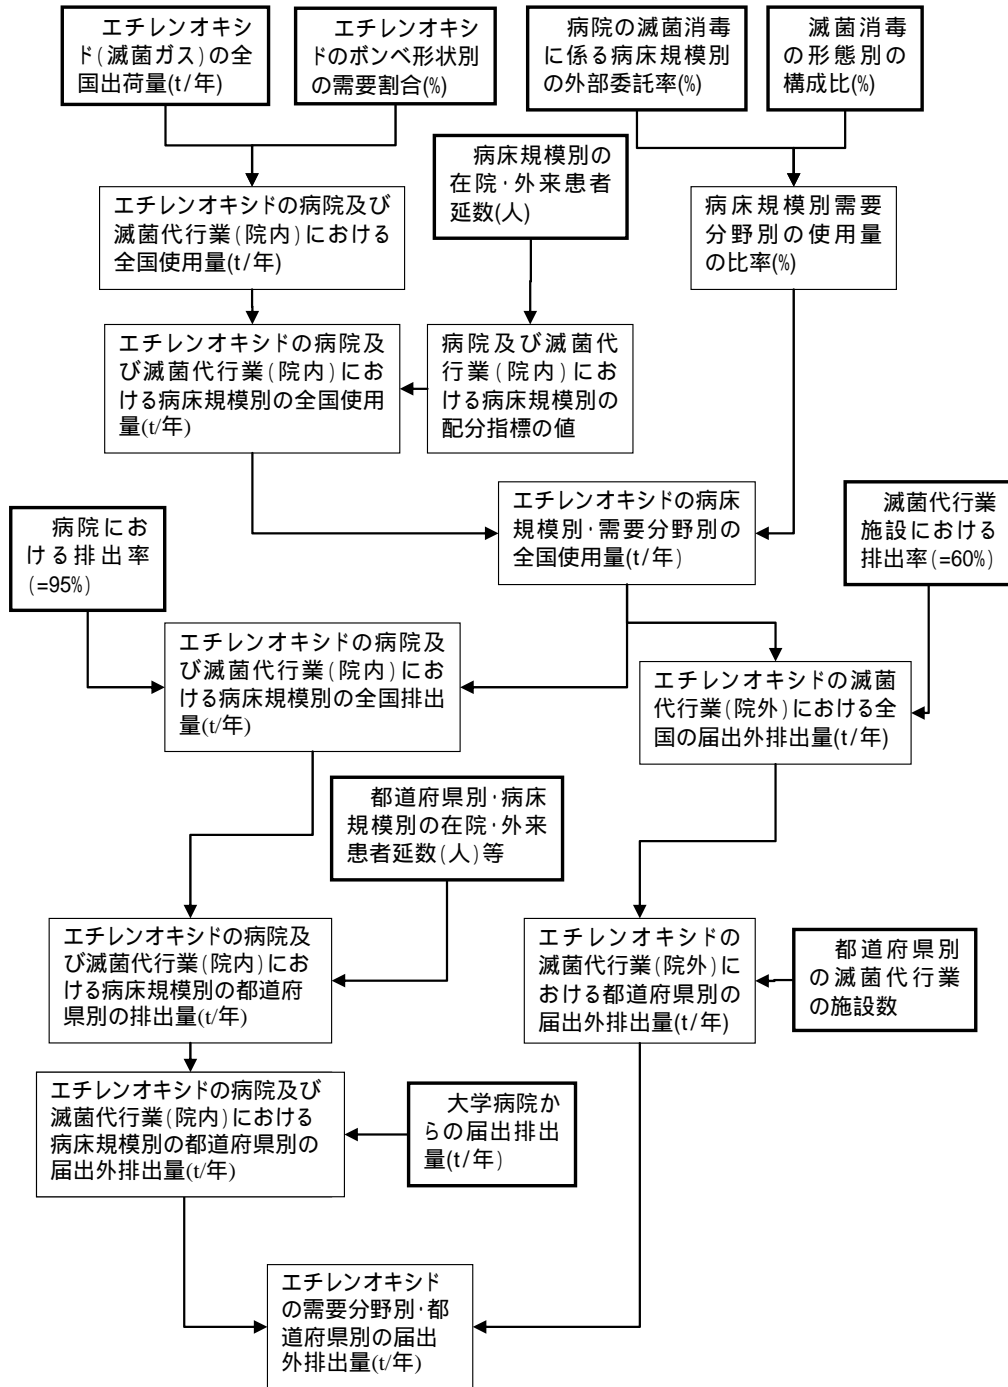 エチレンオキシ
ド(滅菌ガス)の全
国出荷量(t/年)
エチレンオキ
シドのボンベ形状別
の需要割合(%)
病院の滅菌消毒
に係る病床規模別
の外部委託率(%)
滅菌消毒
の形態別の
構成比(%)
病床規模別の
在院・外来患者
延数(人)
エチレンオキシドの病院及び
滅菌代行業(院内)における
全国使用量(t/年)
病床規模別需要
分野別の使用量
の比率(%)
エチレンオキシドの病院及
び滅菌代行業(院内)にお
ける病床規模別の全国使用
量(t/年)
病院及び滅菌代
行業(院内)にお
ける病床規模別の
配分指標の値
エチレンオキシドの病床
規模別・需要分野別の
全国使用量(t/年)
病院にお
ける排出率
(=95%)
滅菌代行業
施設における
排出率(=60%)
エチレンオキシドの病院及
び滅菌代行業(院内)にお
ける病床規模別の全国排出
量(t/年)
エチレンオキシドの滅菌
代行業(院外)における全
国の届出外排出量(t/年)
都道府県別・病床
規模別の在院・外来
患者延数(人)等
エチレンオキシドの病院及
び滅菌代行業(院内)にお
ける病床規模別の都道府
県別の排出量(t/年)
エチレンオキシドの
滅菌代行業(院外)に
おける都道府県別の
届出外排出量(t/年)
都道府県別
の滅菌代行業
の施設数
エチレンオキシドの病院及び
滅菌代行業(院内)における
病床規模別の都道府県別の
届出外排出量(t/年)
大学病院か
らの届出排出
量(t/年)
エチレンオキシド
の需要分野別・都
道府県別の届出
外排出量(t/年)